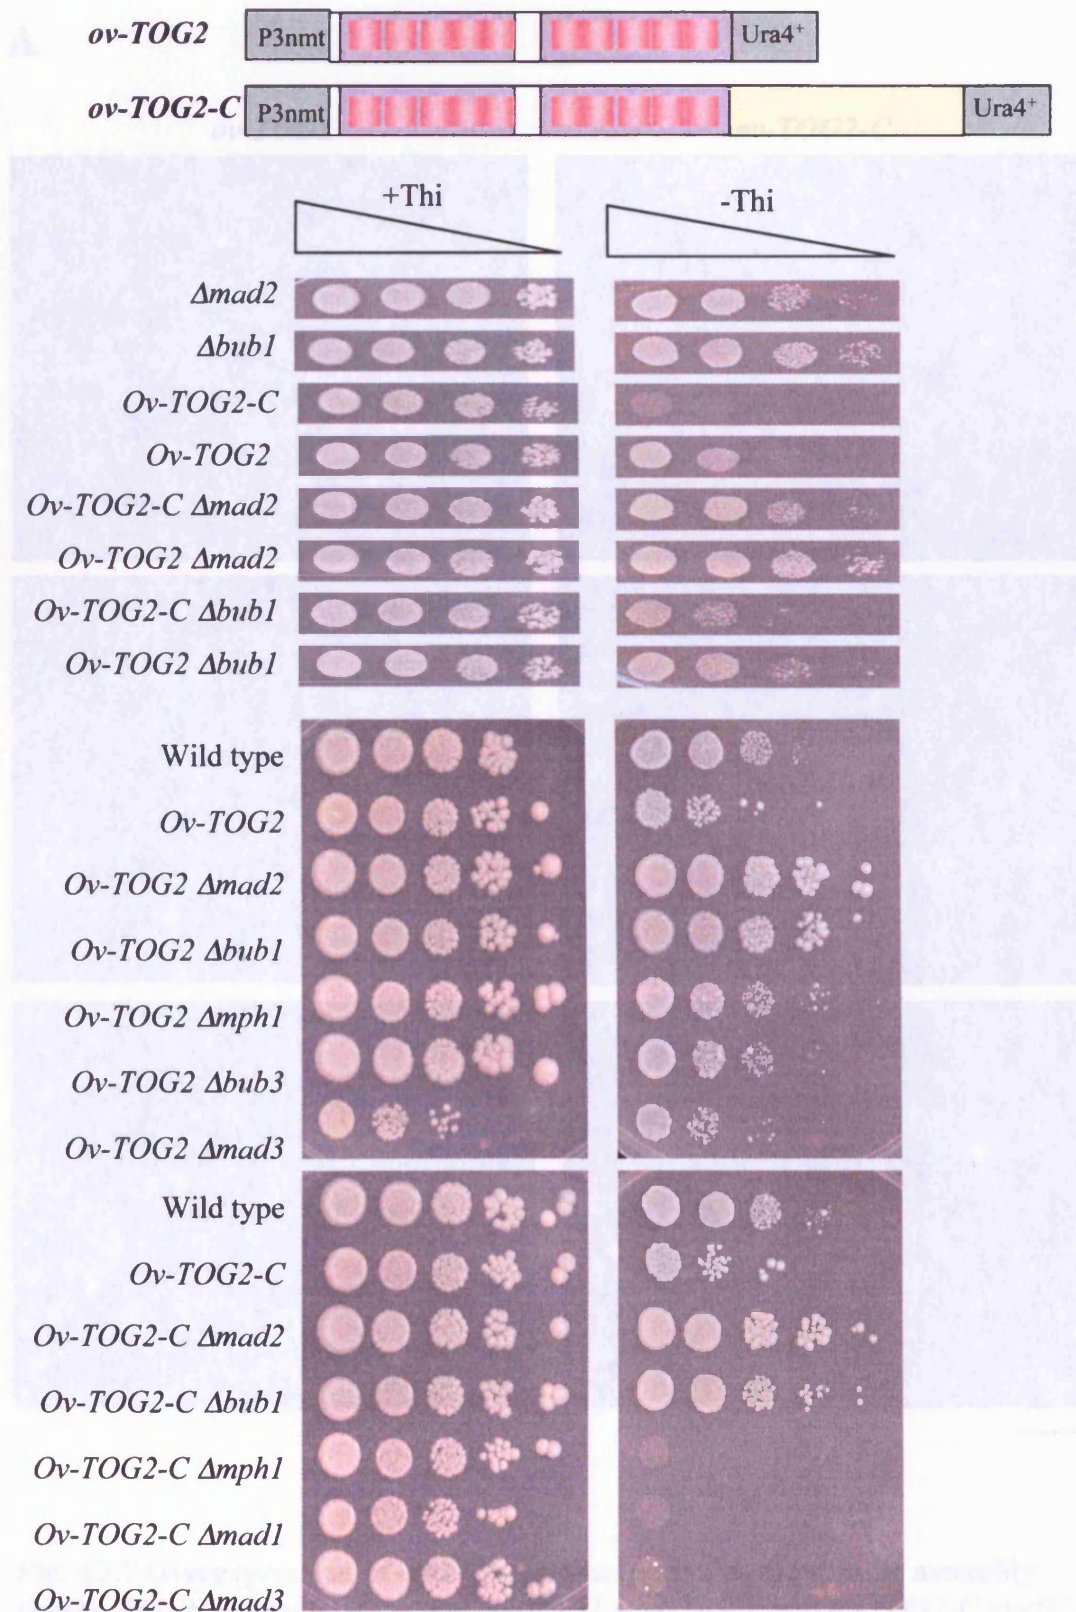 ov-TOG2 P3nmt Ura4+
ov-TOG2-C P3nmt Ura4+
+Thi -Thi
Δmad2
Δbub1
Ov-TOG2-C
Ov-TOG2
Ov-TOG2-C Δmad2
Ov-TOG2 Δmad2
Ov-TOG2-C Δbub1
Ov-TOG2 Δbub1
Wild type
Ov-TOG2
Ov-TOG2 Δmad2
Ov-TOG2 Δbub1
Ov-TOG2 Δmph1
Ov-TOG2 Δbub3
Ov-TOG2 Δmad3
Wild type
Ov-TOG2-C
Ov-TOG2-C Δmad2
Ov-TOG2-C Δbub1
Ov-TOG2-C Δmph1
Ov-TOG2-C Δmad1
Ov-TOG2-C Δmad3